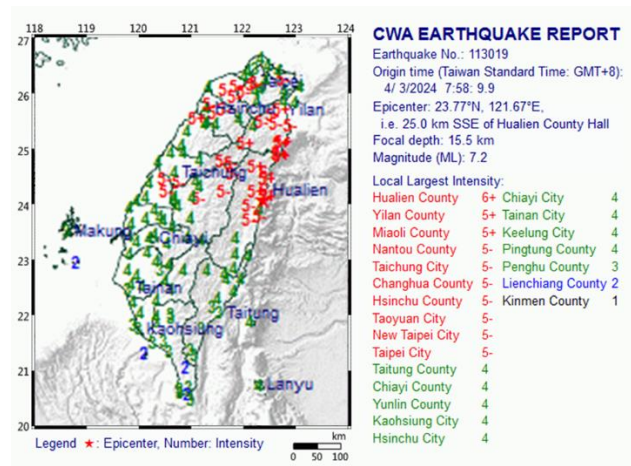 118 119 120 121 122 123 124
27
26
25
24
23
22
21
20
Taipei
Hsinchu
Yilan
Taichung
Hualien
Makung
Chiayi
Tainan
Taitung
Kaohsiung
Lanyu
Legend ★: Epicenter, Number: Intensity
km
0 50 100
CWA EARTHQUAKE REPORT
Earthquake No.: 113019
Origin time (Taiwan Standard Time: GMT+8):
4/ 3/2024 7:58: 9.9
Epicenter: 23.77°N, 121.67°E,
i.e. 25.0 km SSE of Hualien County Hall
Focal depth: 15.5 km
Magnitude (ML): 7.2
Local Largest Intensity:
Hualien County 6+ Chiayi City 4
Yilan County 5+ Tainan City 4
Miaoli County 5+ Keelung City 4
Nantou County 5- Pingtung County 4
Taichung City 5- Penghu County 3
Changhua County 5- Lienchiang County 2
Hsinchu County 5- Kinmen County 1
Taoyuan City 5-
New Taipei City 5-
Taipei City 5-
Taitung County 4
Chiayi County 4
Yunlin County 4
Kaohsiung City 4
Hsinchu City 4